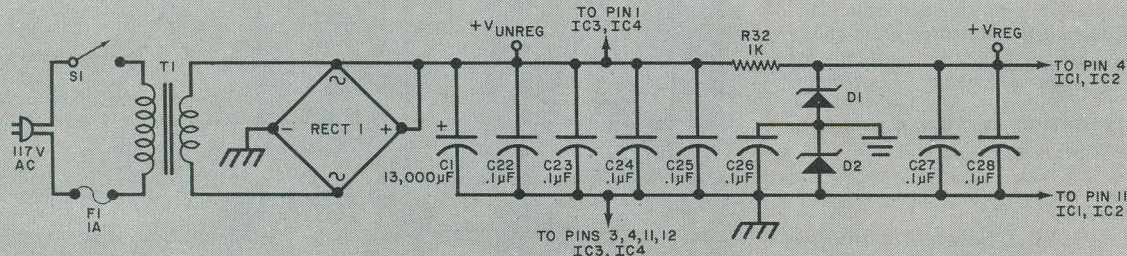 S1
T1
117V
AC
F1
1A
~
-
RECT 1
+
~
+VUNREG
TO PIN 1
IC3, IC4
+
C1
13,000µF
C22
.1µF
C23
.1µF
C24
.1µF
C25
.1µF
TO PINS 3,4,11,12
IC3, IC4
R32
1K
C26
.1µF
D1
D2
C27
.1µF
C28
.1µF
+VREG
TO PIN 4
IC1, IC2
TO PIN 11
IC1, IC2